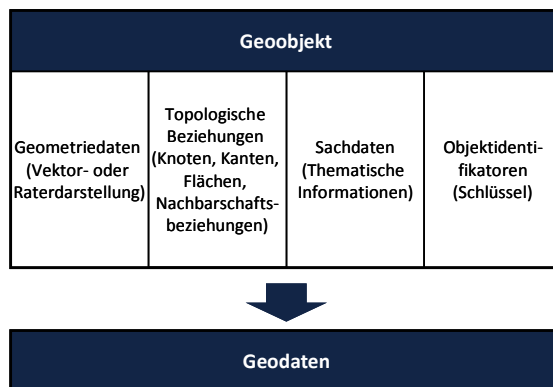 Geoobjekt
Geometriedaten
(Vektor- oder
Raterdarstellung)
Topologische
Beziehungen
(Knoten, Kanten,
Flächen,
Nachbarschafts-
beziehungen)
Sachdaten
(Thematische
Informationen)
Objektidenti-
fikatoren
(Schlüssel)
Geodaten